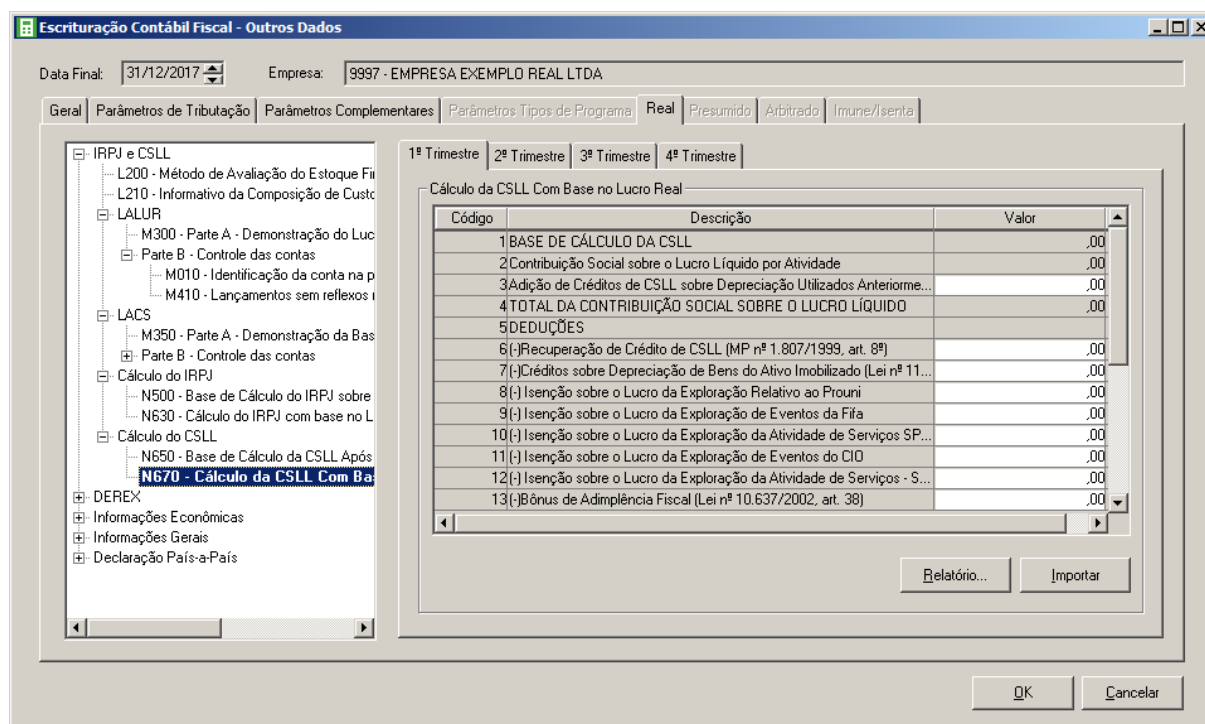 Escrituração Contábil Fiscal - Outros Dados
Data Final: 31/12/2017 Empresa: 9997 - EMPRESA EXEMPLO REAL LTDA
Geral Parâmetros de Tributação Parâmetros Complementares Parâmetros Tipos de Programa Real Presumido Arbitrado Imune/Isenta
IRPJ e CSLL
L200 - Método de Avaliação do Estoque Fi
L210 - Informativo da Composição de Custo
LALUR
M300 - Parte A - Demonstração do Luc
Parte B - Controle das contas
M010 - Identificação da conta na p
M410 - Lançamentos sem reflexos
LACS
M350 - Parte A - Demonstração da Bas
Parte B - Controle das contas
Cálculo do IRPJ
N500 - Base de Cálculo do IRPJ sobre
N630 - Cálculo do IRPJ com base no L
Cálculo do CSLL
N650 - Base de Cálculo da CSLL Após
N670 - Cálculo da CSLL Com Ba
DEREX
Informações Econômicas
Informações Gerais
Declaração País-a-País
1º Trimestre 2º Trimestre 3º Trimestre 4º Trimestre
Cálculo da CSLL Com Base no Lucro Real
Código Descrição Valor
1 BASE DE CÁLCULO DA CSLL ,00
2 Contribuição Social sobre o Lucro Líquido por Atividade ,00
3 Adição de Créditos de CSLL sobre Depreciação Utilizados Anteriorme... ,00
4 TOTAL DA CONTRIBUIÇÃO SOCIAL SOBRE O LUCRO LÍQUIDO ,00
5 DEDUÇÕES
6 (-)Recuperação de Crédito de CSLL (MP nº 1.807/1999, art. 8º) ,00
7 (-)Créditos sobre Depreciação de Bens do Ativo Imobilizado (Lei nº 11... ,00
8 (-) Isenção sobre o Lucro da Exploração Relativo ao Prouni ,00
9 (-) Isenção sobre o Lucro da Exploração de Eventos da Fifa ,00
10 (-) Isenção sobre o Lucro da Exploração da Atividade de Serviços SP... ,00
11 (-) Isenção sobre o Lucro da Exploração de Eventos do CIO ,00
12 (-) Isenção sobre o Lucro da Exploração da Atividade de Serviços - S... ,00
13 (-)Bônus de Adimplência Fiscal (Lei nº 10.637/2002, art. 38) ,00
Relatório... Importar
OK Cancelar